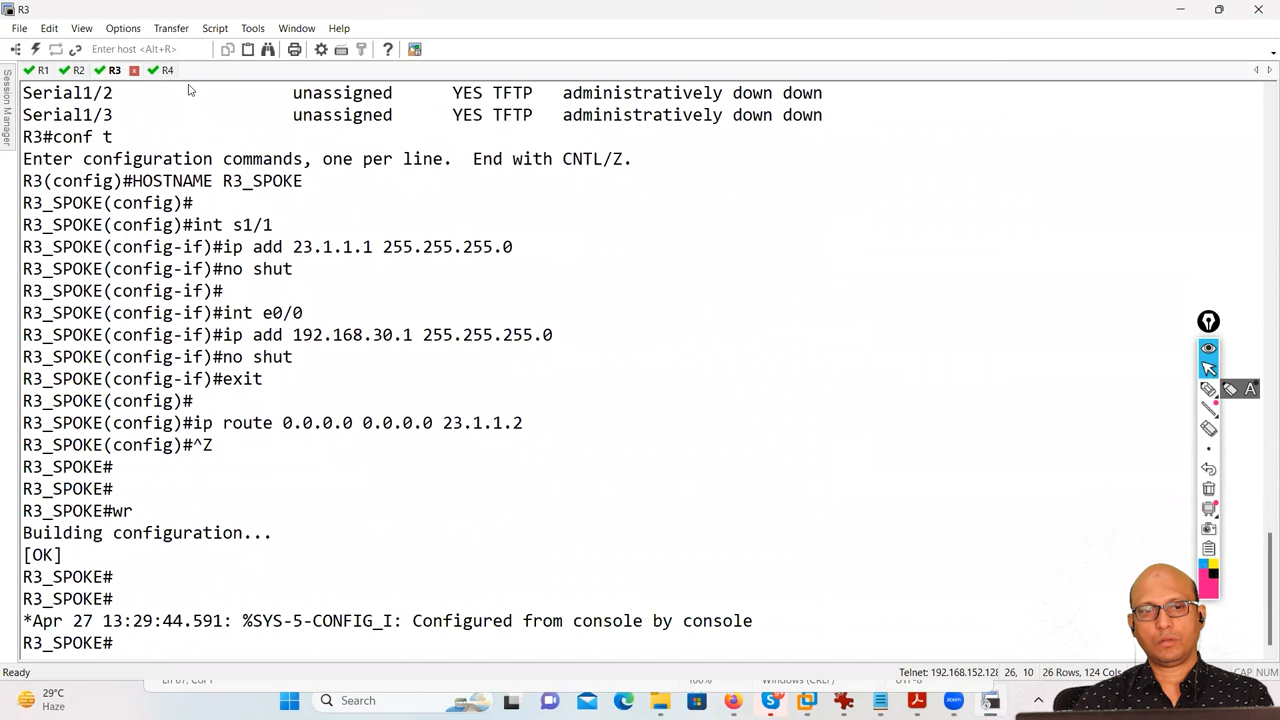 R3
File Edit View Options Transfer Script Tools Window Help
Enter host <Alt+R>
R1 R2 R3 R4
Session Manager
Serial1/2 unassigned YES TFTP administratively down down
Serial1/3 unassigned YES TFTP administratively down down
R3#conf t
Enter configuration commands, one per line. End with CNTL/Z.
R3(config)#HOSTNAME R3_SPOKE
R3_SPOKE(config)#
R3_SPOKE(config)#int s1/1
R3_SPOKE(config-if)#ip add 23.1.1.1 255.255.255.0
R3_SPOKE(config-if)#no shut
R3_SPOKE(config-if)#
R3_SPOKE(config-if)#int e0/0
R3_SPOKE(config-if)#ip add 192.168.30.1 255.255.255.0
R3_SPOKE(config-if)#no shut
R3_SPOKE(config-if)#exit
R3_SPOKE(config)#
R3_SPOKE(config)#ip route 0.0.0.0 0.0.0.0 23.1.1.2
R3_SPOKE(config)#^Z
R3_SPOKE#
R3_SPOKE#
R3_SPOKE#wr
Building configuration...
[OK]
R3_SPOKE#
R3_SPOKE#
*Apr 27 13:29:44.591: %SYS-5-CONFIG_I: Configured from console by console
R3_SPOKE#
A
Ready Telnet: 192.168.152.128 26, 10 26 Rows, 124 Cols CAP NUM
100%
29°C
Haze
Search
zoom